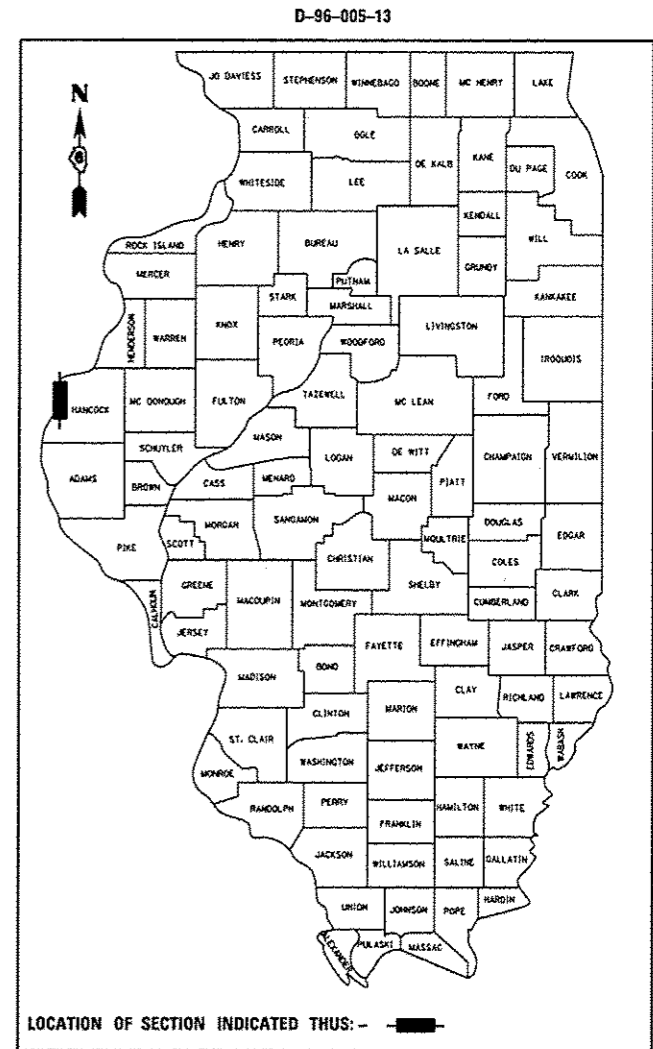 D-96-005-13
JO DAVIESS STEPHENSON WINNEBAGO BOONE MC HENRY LAKE
N
CARROLL OGLE
6
DE KALB KANE DU PAGE COOK
WHITESIDE LEE
KENDALL
ROCK ISLAND HENRY BUREAU LA SALLE WILL
GRUNDY
MERCER PUTNAM
STARK MARSHALL KANKAKEE
HENDERSON WARREN KNOX PEORIA WOODFORD LIVINGSTON IROQUOIS
HANCOCK MC DONOUGH FULTON TAZEWELL MC LEAN FORD
MASON
SCHUYLER LOGAN DE WITT CHAMPAIGN VERMILION
ADAMS BROWN CASS MENARD PIATT
MACON
MORGAN SANGAMON DOUGLAS
PIKE SCOTT CHRISTIAN MOULTRIE EDGAR
COLES
GREENE SHELBY
CALHOUN MACOUPIN MONTGOMERY CUMBERLAND CLARK
JERSEY
FAYETTE EFFINGHAM JASPER CRAWFORD
MADISON BOND
CLAY RICHLAND LAWRENCE
CLINTON MARION
ST. CLAIR WAYNE EDWARDS WABASH
WASHINGTON JEFFERSON
MONROE
RANDOLPH PERRY HAMILTON WHITE
FRANKLIN
JACKSON WILLIAMSON SALINE GALLATIN
HARDIN
UNION JOHNSON POPE
ALEXANDER PULASKI MASSAC
LOCATION OF SECTION INDICATED THUS: -